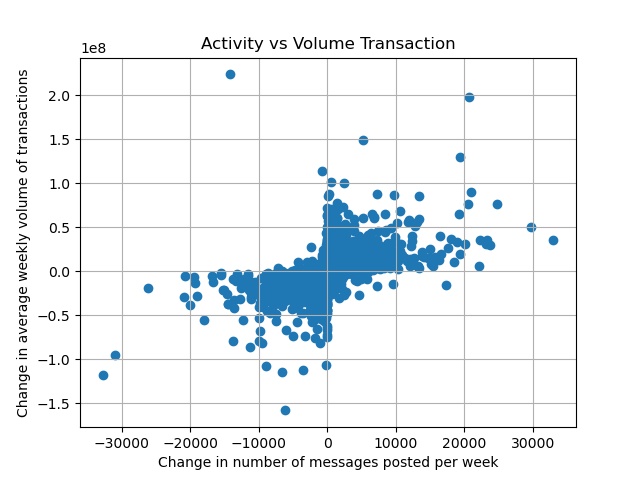 Activity vs Volume Transaction
1e8
2.0
1.5
1.0
0.5
0.0
−0.5
−1.0
−1.5
Change in average weekly volume of transactions
−30000 −20000 −10000 0 10000 20000 30000
Change in number of messages posted per week